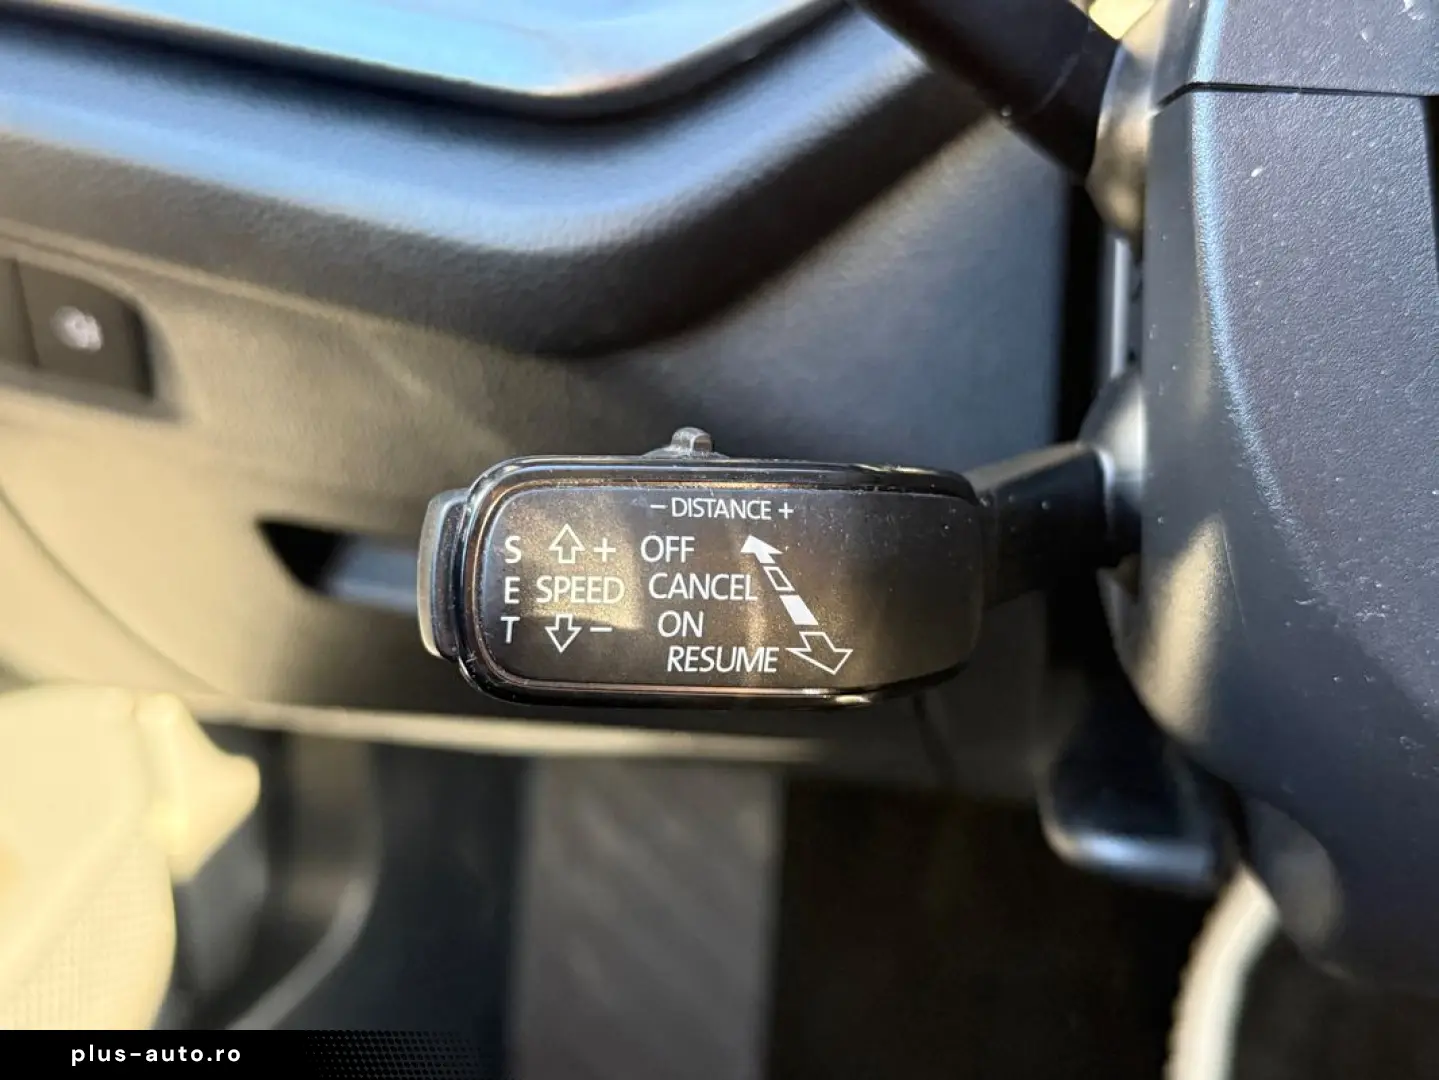 – DISTANCE +
S + OFF
E SPEED CANCEL
T – ON
RESUME
plus-auto.ro